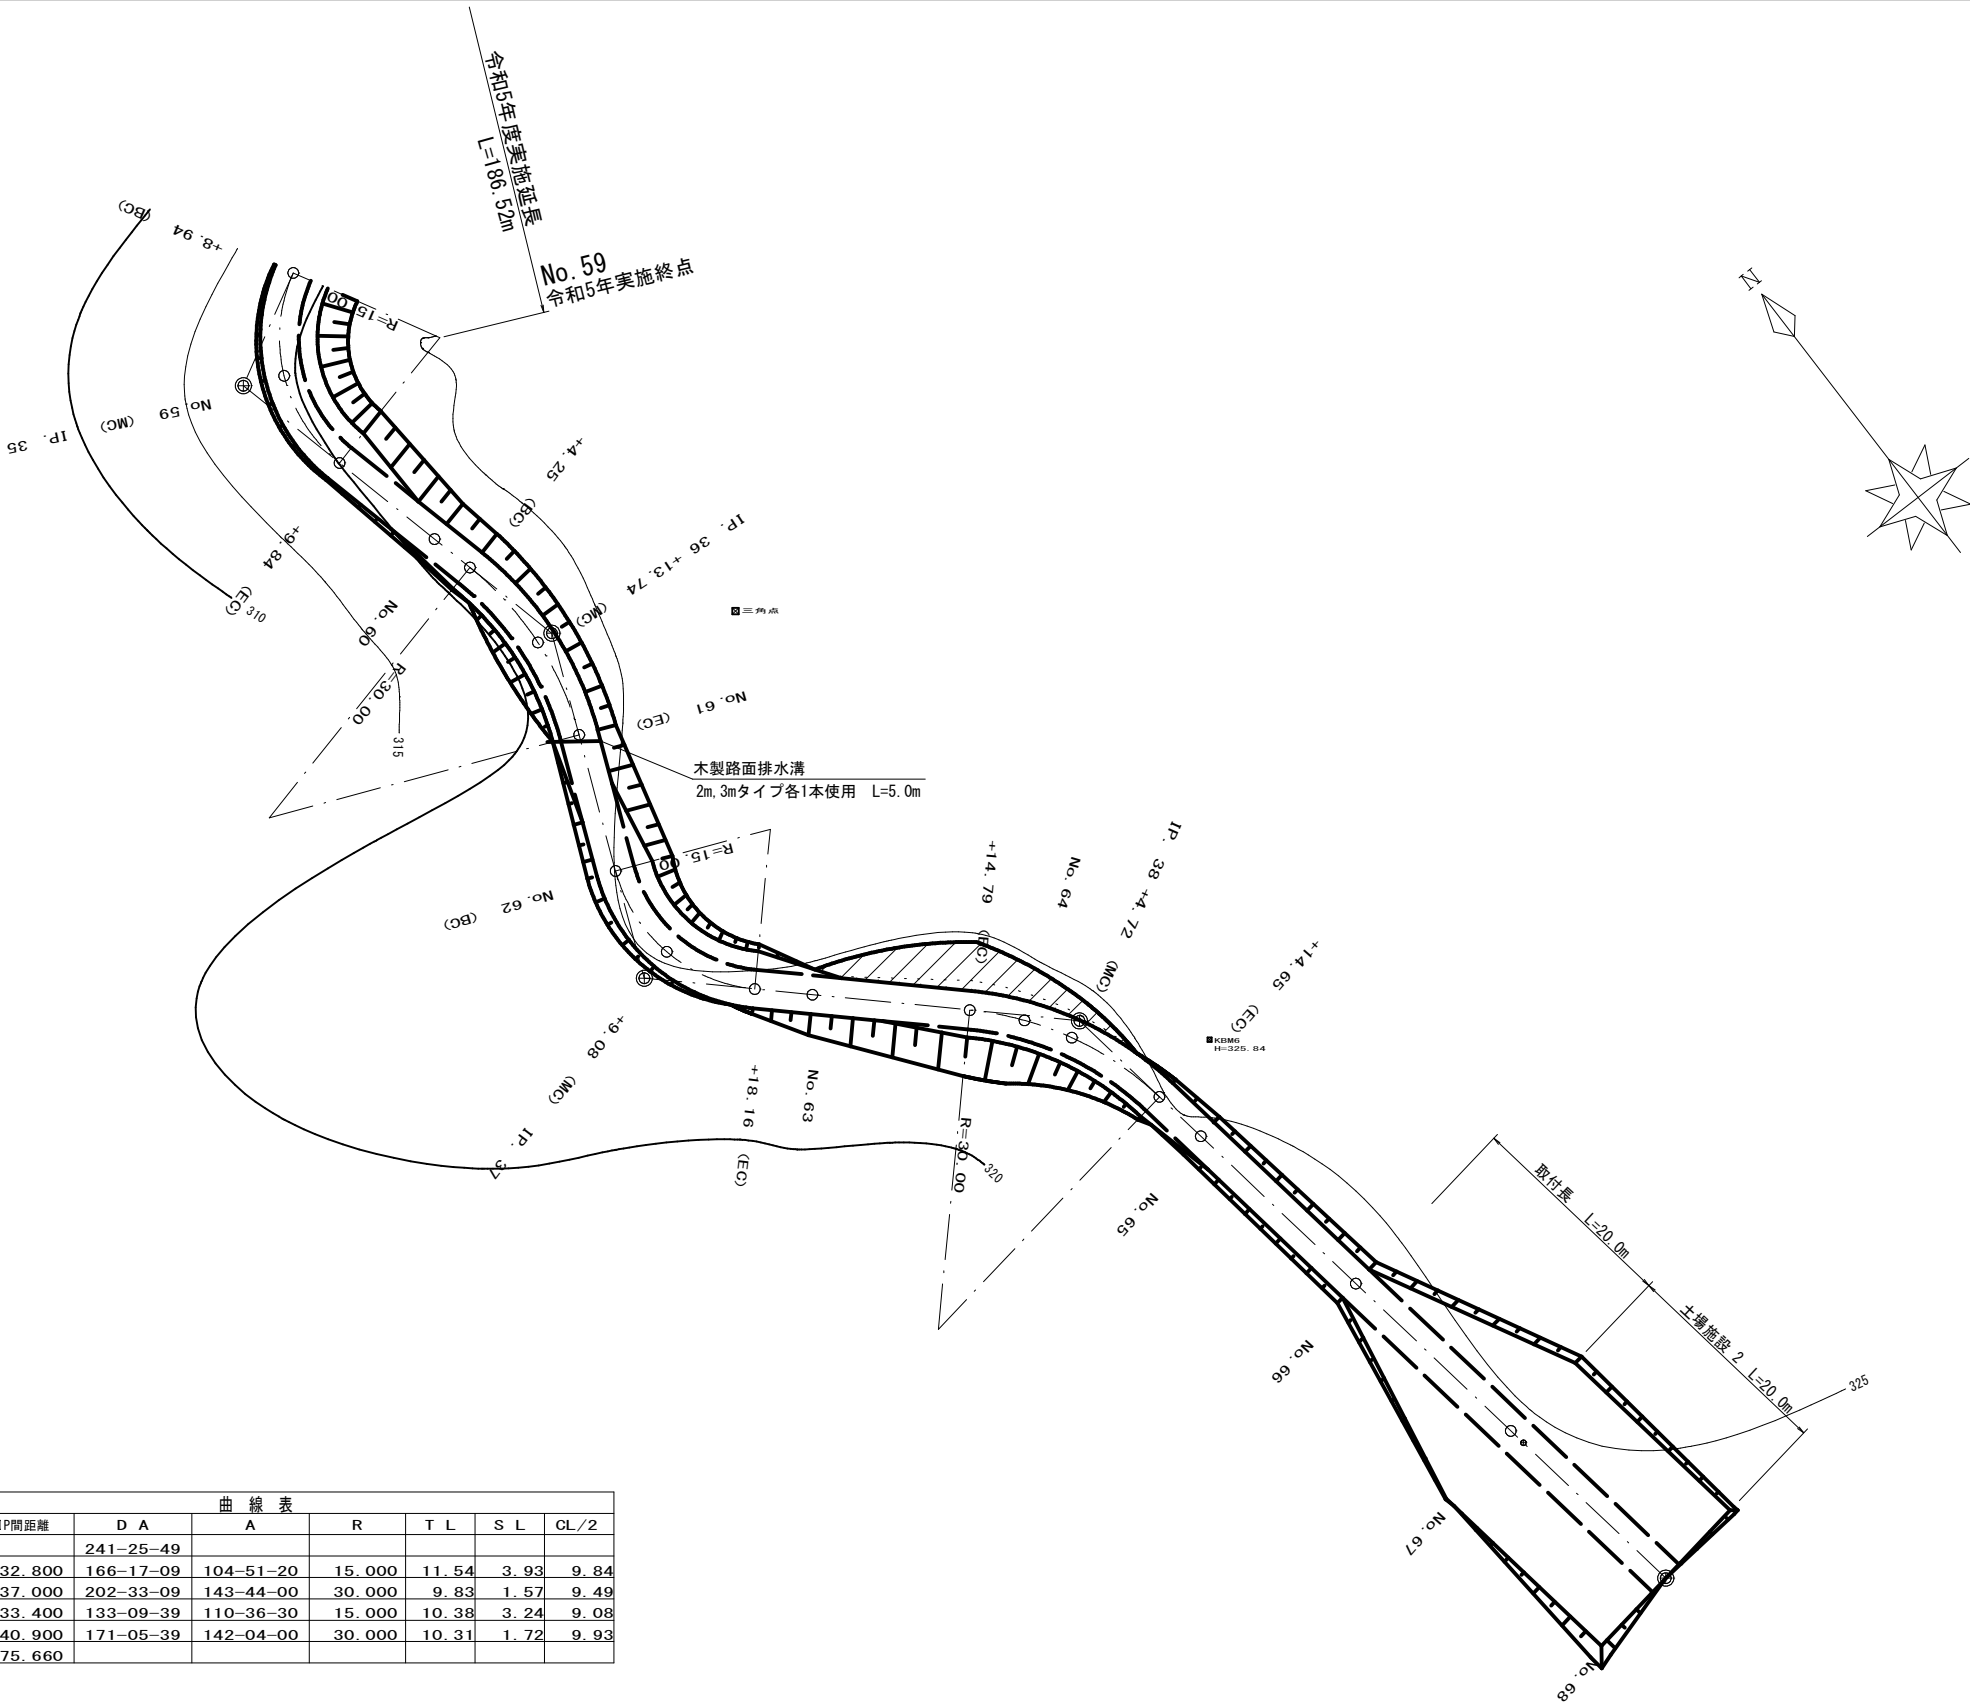 令和5年度実施延長
L=186.52m
No.59
令和5年実施終点
N
(BC)
+8.94
R=15.00
No.59 (MC) IP. 35
+9.84
(EC)
310
No.60
R=30.00
315
+4.25
(BC)
IP. 36 +13.74
(MC)
三角点
No.61 (EC)
木製路面排水溝
2m,3mタイプ各1本使用 L=5.0m
R=15.00
No.62 (BC)
+9.08
(MC)
IP. 37
+18.16 (EC)
No.63
+14.79 (BC)
No.64
IP. 38 +4.72
(MC)
+14.65
(EC)
KBM6
H=325.84
R=30.00
320
No.65
No.66
No.67
No.68
取付長 L=20.0m
土場施設 2 L=20.0m
325
曲 線 表
IP間距離 D A A R T L S L CL/2
241-25-49
32.800 166-17-09 104-51-20 15.000 11.54 3.93 9.84
37.000 202-33-09 143-44-00 30.000 9.83 1.57 9.49
33.400 133-09-39 110-36-30 15.000 10.38 3.24 9.08
40.900 171-05-39 142-04-00 30.000 10.31 1.72 9.93
75.660